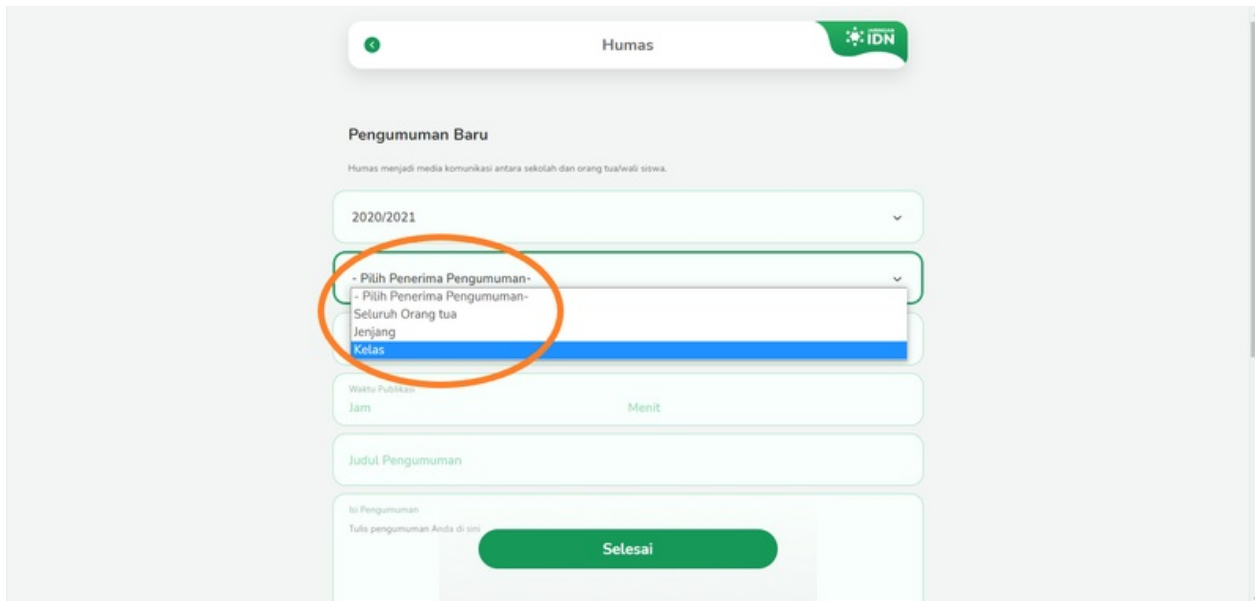 Humas
JARINGAN
IDN
Pengumuman Baru
Humas menjadi media komunikasi antara sekolah dan orang tua/wali siswa.
2020/2021
- Pilih Penerima Pengumuman-
- Pilih Penerima Pengumuman-
Seluruh Orang tua
Jenjang
Kelas
Waktu Publikasi
Jam Menit
Judul Pengumuman
Isi Pengumuman
Tulis pengumuman Anda di sini
Selesai